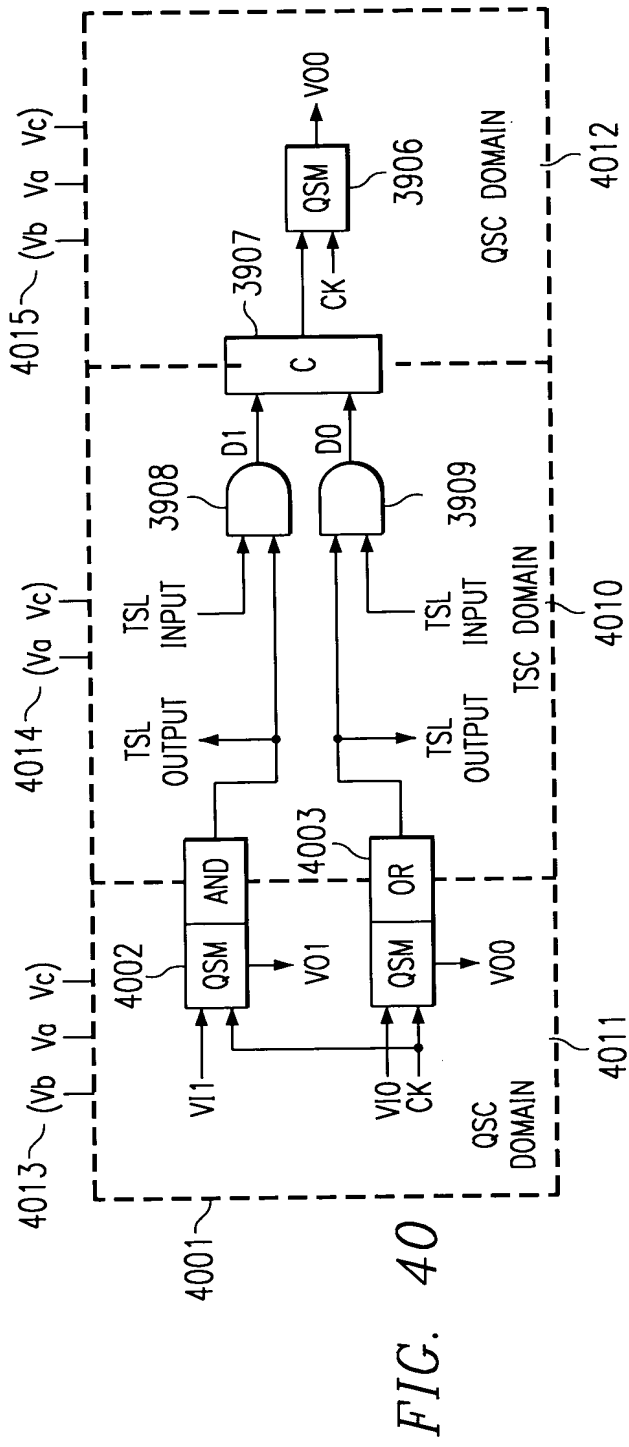 4013 (Vb Va Vc)
4014 (Va Vc)
4015 (Vb Va Vc)
4001
4002
VI1
QSM
AND
VO1
TSL
OUTPUT
TSL
INPUT
3908
D1
C
3907
QSM
VO0
3906
CK
4003
VI0
CK
QSM
OR
VO0
TSL
OUTPUT
TSL
INPUT
D0
3909
QSC
DOMAIN
TSC DOMAIN
QSC DOMAIN
4011
4010
4012
FIG. 40